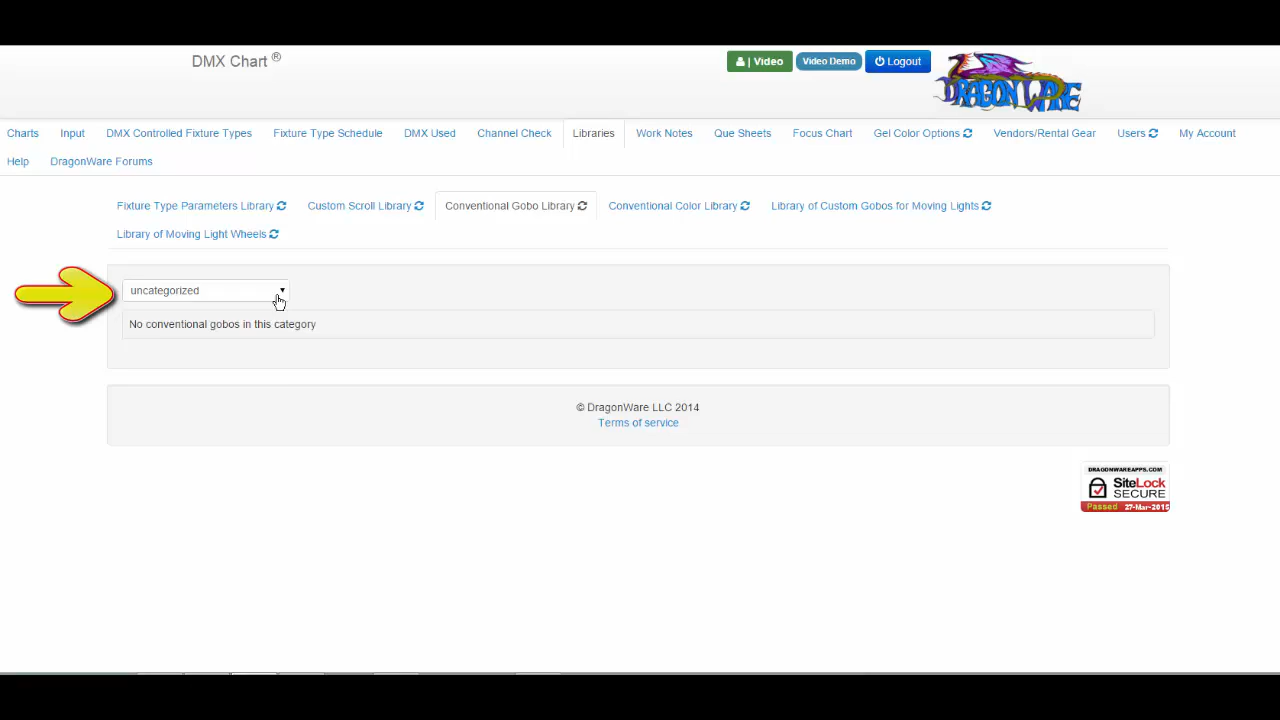 DMX Chart ®
| Video
Video Demo
Logout
DRAGONWARE
Charts Input DMX Controlled Fixture Types Fixture Type Schedule DMX Used Channel Check Libraries Work Notes Que Sheets Focus Chart Gel Color Options Vendors/Rental Gear Users My Account
Help DragonWare Forums
Fixture Type Parameters Library Custom Scroll Library Conventional Gobo Library Conventional Color Library Library of Custom Gobos for Moving Lights
Library of Moving Light Wheels
uncategorized
No conventional gobos in this category
© DragonWare LLC 2014
Terms of service
DRAGONWAREAPPS.COM
SiteLock
SECURE
Passed 27-Mar-2015